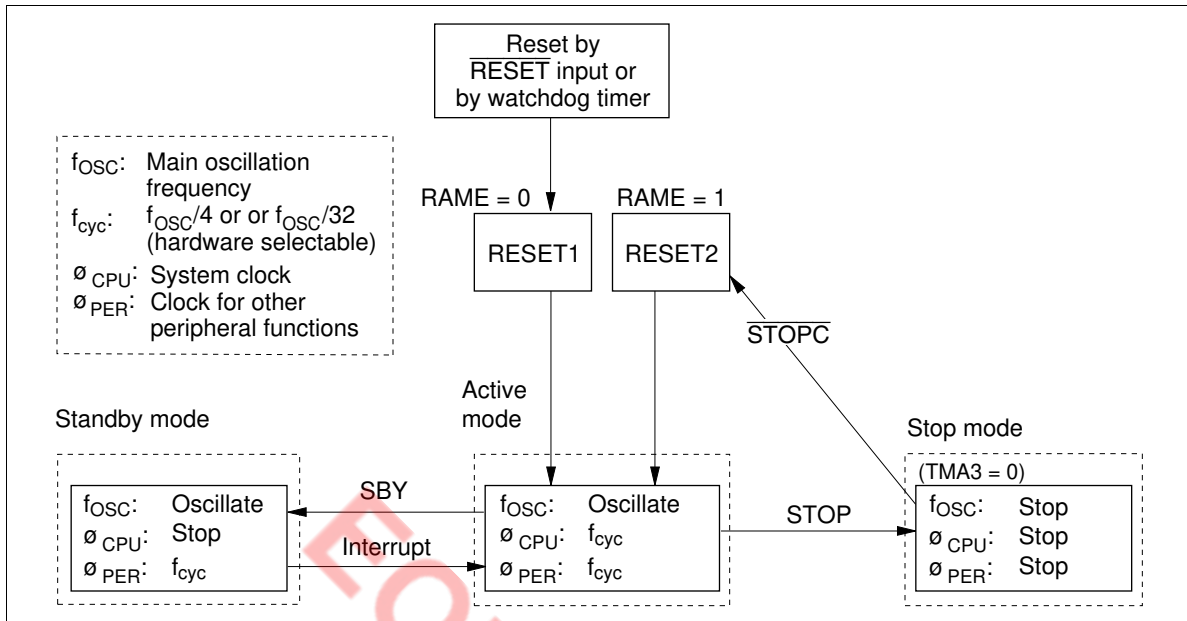 Reset by
RESET input or
by watchdog timer
fOSC: Main oscillation
frequency
fcyc: fOSC/4 or or fOSC/32
(hardware selectable)
ø CPU: System clock
ø PER: Clock for other
peripheral functions
RAME = 0
RAME = 1
RESET1
RESET2
STOPC
Active
mode
Standby mode
Stop mode
(TMA3 = 0)
fOSC: Oscillate
ø CPU: Stop
ø PER: fcyc
SBY
Interrupt
fOSC: Oscillate
ø CPU: fcyc
ø PER: fcyc
STOP
fOSC: Stop
ø CPU: Stop
ø PER: Stop